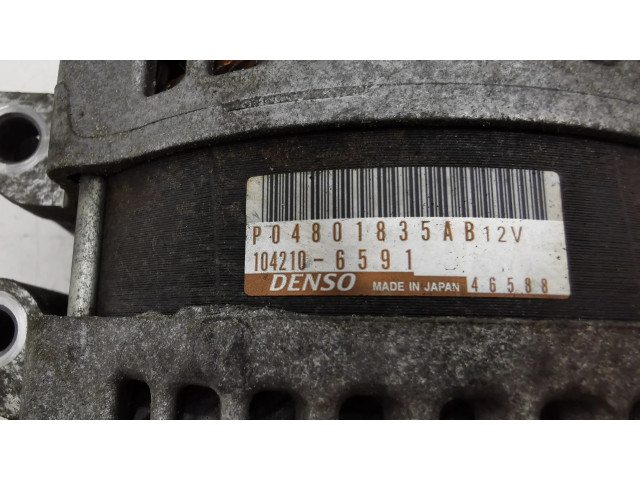 P04801835AB 12V
104210-6591
DENSO MADE IN JAPAN 46588